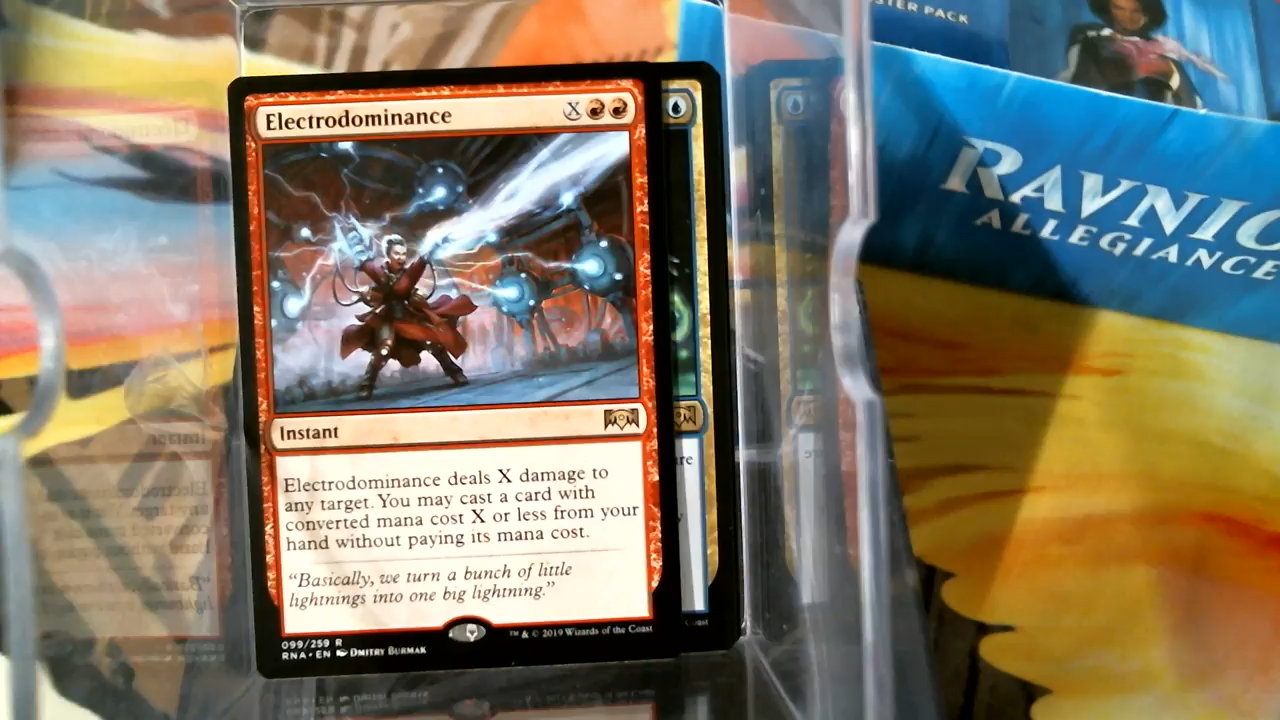 STER PACK
RAVNIC
ALLEGIANCE
Electrodominance
X
Instant
Electrodominance deals X damage to
any target. You may cast a card with
converted mana cost X or less from your
hand without paying its mana cost.
"Basically, we turn a bunch of little
lightnings into one big lightning."
099/259 R
RNA • EN Dmitry Burmak
™ & © 2019 Wizards of the Coast